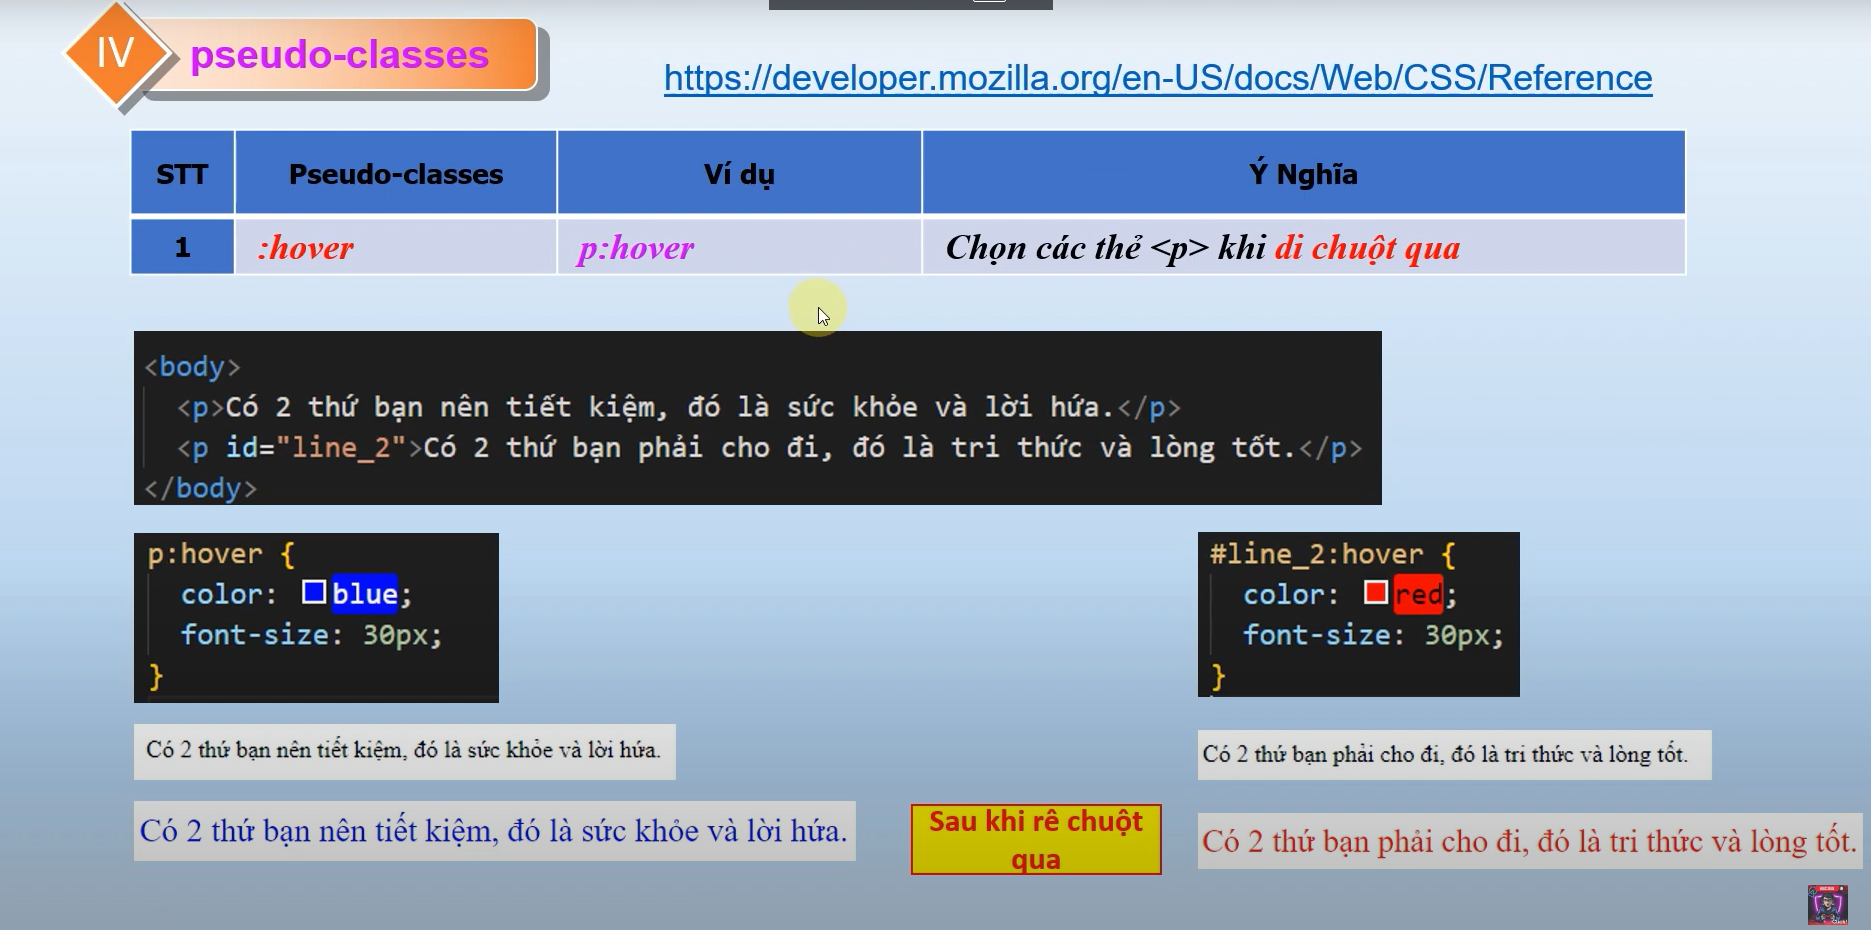 IV
pseudo-classes
https://developer.mozilla.org/en-US/docs/Web/CSS/Reference
STT Pseudo-classes Ví dụ Ý Nghĩa
1 :hover p:hover Chọn các thẻ <p> khi di chuột qua
<body>
<p>Có 2 thứ bạn nên tiết kiệm, đó là sức khỏe và lời hứa.</p>
<p id="line_2">Có 2 thứ bạn phải cho đi, đó là tri thức và lòng tốt.</p>
</body>
p:hover {
color: blue;
font-size: 30px;
}
#line_2:hover {
color: red;
font-size: 30px;
}
Có 2 thứ bạn nên tiết kiệm, đó là sức khỏe và lời hứa.
Có 2 thứ bạn phải cho đi, đó là tri thức và lòng tốt.
Có 2 thứ bạn nên tiết kiệm, đó là sức khỏe và lời hứa.
Sau khi rê chuột
qua
Có 2 thứ bạn phải cho đi, đó là tri thức và lòng tốt.